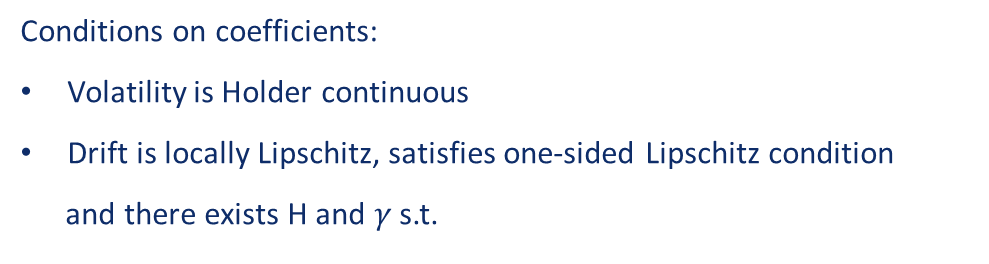 Conditions on coefficients:
• Volatility is Holder continuous
• Drift is locally Lipschitz, satisfies one-sided Lipschitz condition
and there exists H and γ s.t.